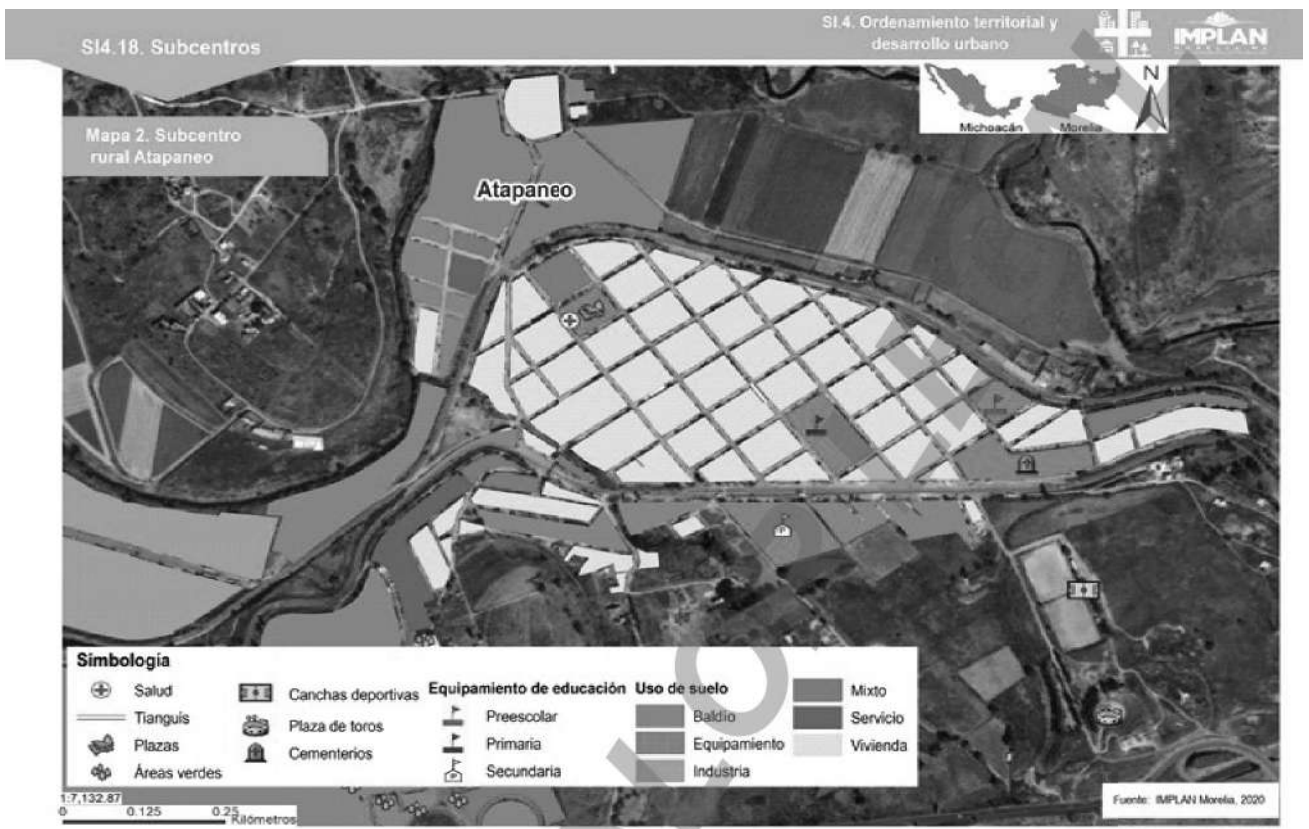 SI4.18. Subcentros
SI.4. Ordenamiento territorial y
desarrollo urbano
IMPLAN
Mapa 2. Subcentro
rural Atapaneo
Michoacán
Morelia
N
Atapaneo
Simbología
Salud
Tianguis
Plazas
Áreas verdes
Canchas deportivas
Plaza de toros
Cementerios
Equipamiento de educación
Preescolar
Primaria
Secundaria
Uso de suelo
Baldío
Equipamiento
Industria
Mixto
Servicio
Vivienda
1:7,132.87
0 0.125 0.25
Kilómetros
Fuente: IMPLAN Morelia, 2020